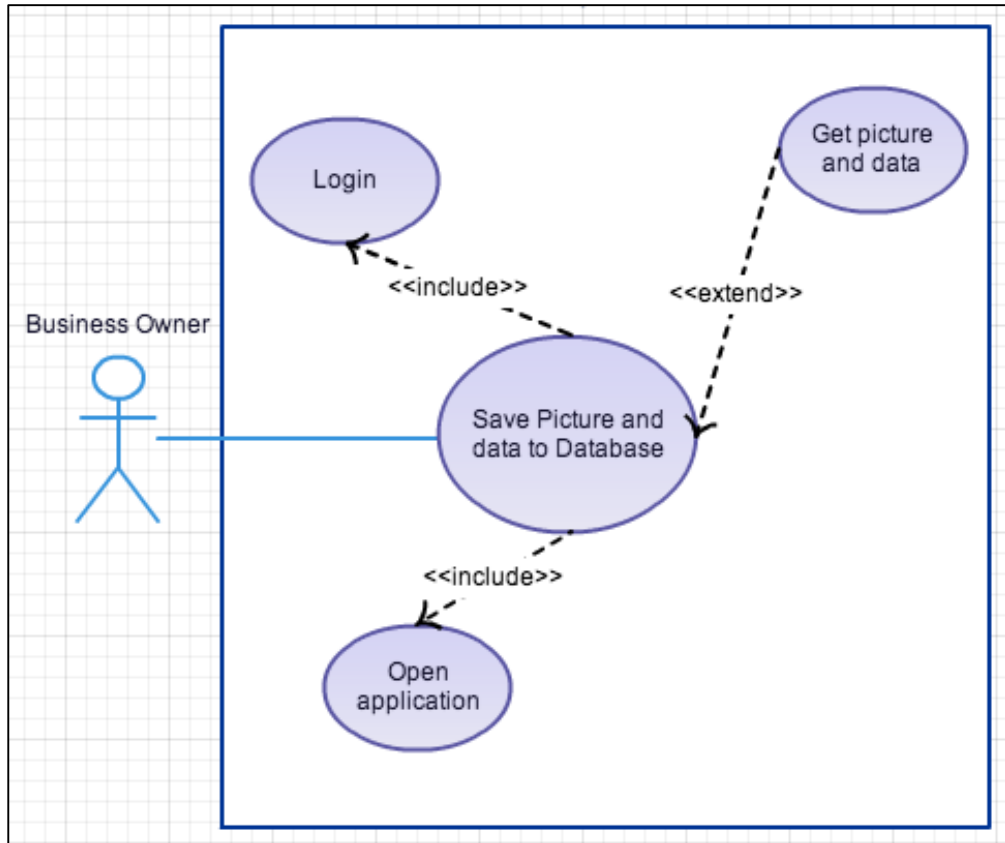 Get picture
and data
Login
<<include>>
<<extend>>
Business Owner
Save Picture and
data to Database
<<include>>
Open
application